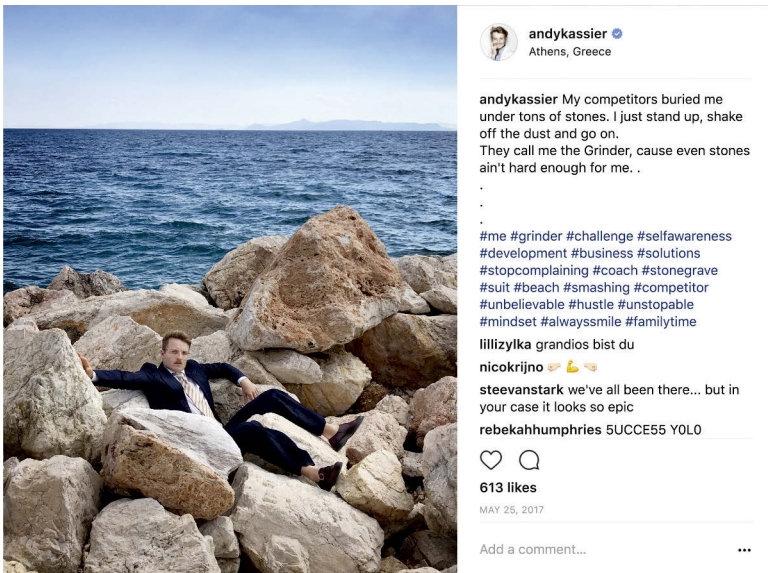 andykassier
Athens, Greece
andykassier My competitors buried me
under tons of stones. I just stand up, shake
off the dust and go on.
They call me the Grinder, cause even stones
ain't hard enough for me. .
.
.
.
#me #grinder #challenge #selfawareness
#development #business #solutions
#stopcomplaining #coach #stonegrave
#suit #beach #smashing #competitor
#unbelievable #hustle #unstopable
#mindset #alwayssmile #familytime
lillizylka grandios bist du
nicokrijno 🤛🏻 💪 🤜🏻
steevanstark we've all been there... but in
your case it looks so epic
rebekahhumphries 5UCCE55 Y0L0
613 likes
MAY 25, 2017
Add a comment...